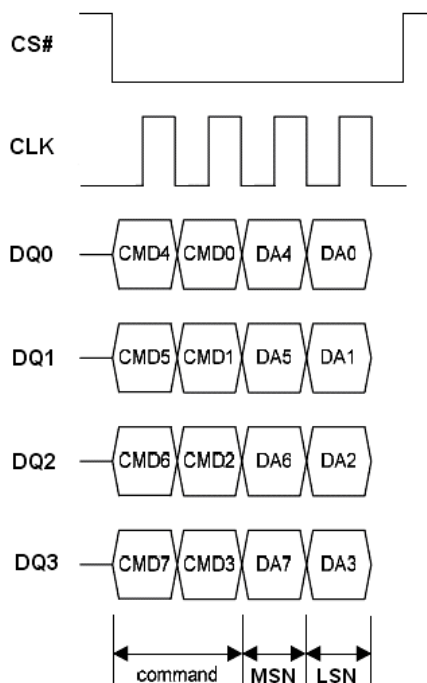 CS#
CLK
DQ0 CMD4 CMD0 DA4 DA0
DQ1 CMD5 CMD1 DA5 DA1
DQ2 CMD6 CMD2 DA6 DA2
DQ3 CMD7 CMD3 DA7 DA3
command MSN LSN